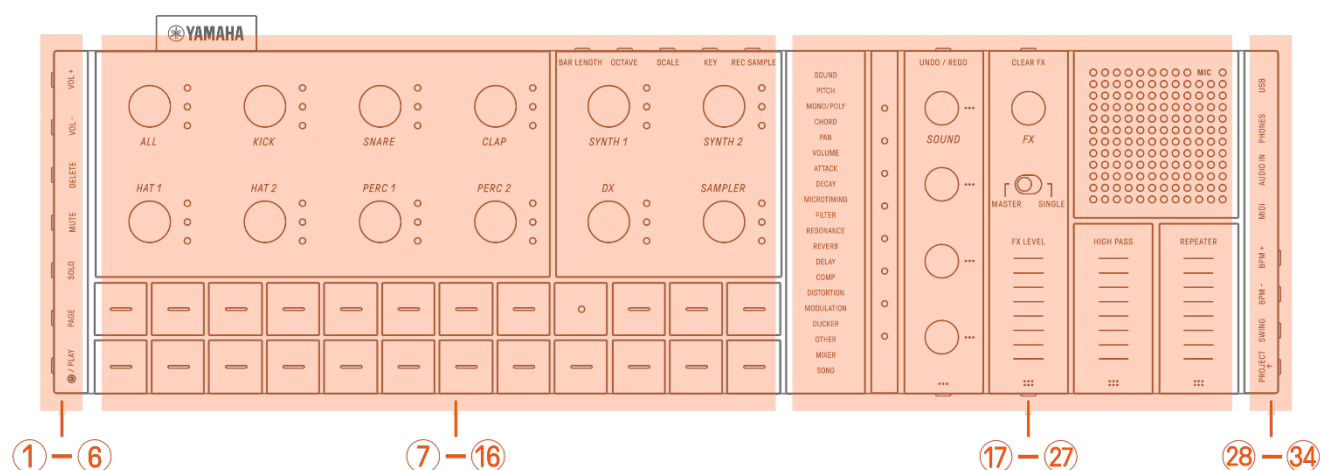 YAMAHA
BAR LENGTH OCTAVE SCALE KEY REC SAMPLE
ALL KICK SNARE CLAP SYNTH 1 SYNTH 2
HAT 1 HAT 2 PERC 1 PERC 2 DX SAMPLER
VOL +
VOL -
DELETE
MUTE
SOLO
PAGE
/ PLAY
SOUND
PITCH
MONO/POLY
CHORD
PAN
VOLUME
ATTACK
DECAY
MICROTIMING
FILTER
RESONANCE
REVERB
DELAY
COMP
DISTORTION
MODULATION
DUCKER
OTHER
MIXER
SONG
UNDO / REDO CLEAR FX
MIC
SOUND FX
MASTER SINGLE
FX LEVEL HIGH PASS REPEATER
USB
PHONES
AUDIO IN
MIDI
BPM +
BPM -
SWING
PROJECT ↑
① – ⑥ ⑦ – ⑯ ⑰ – ㉗ ㉘ – ㉞